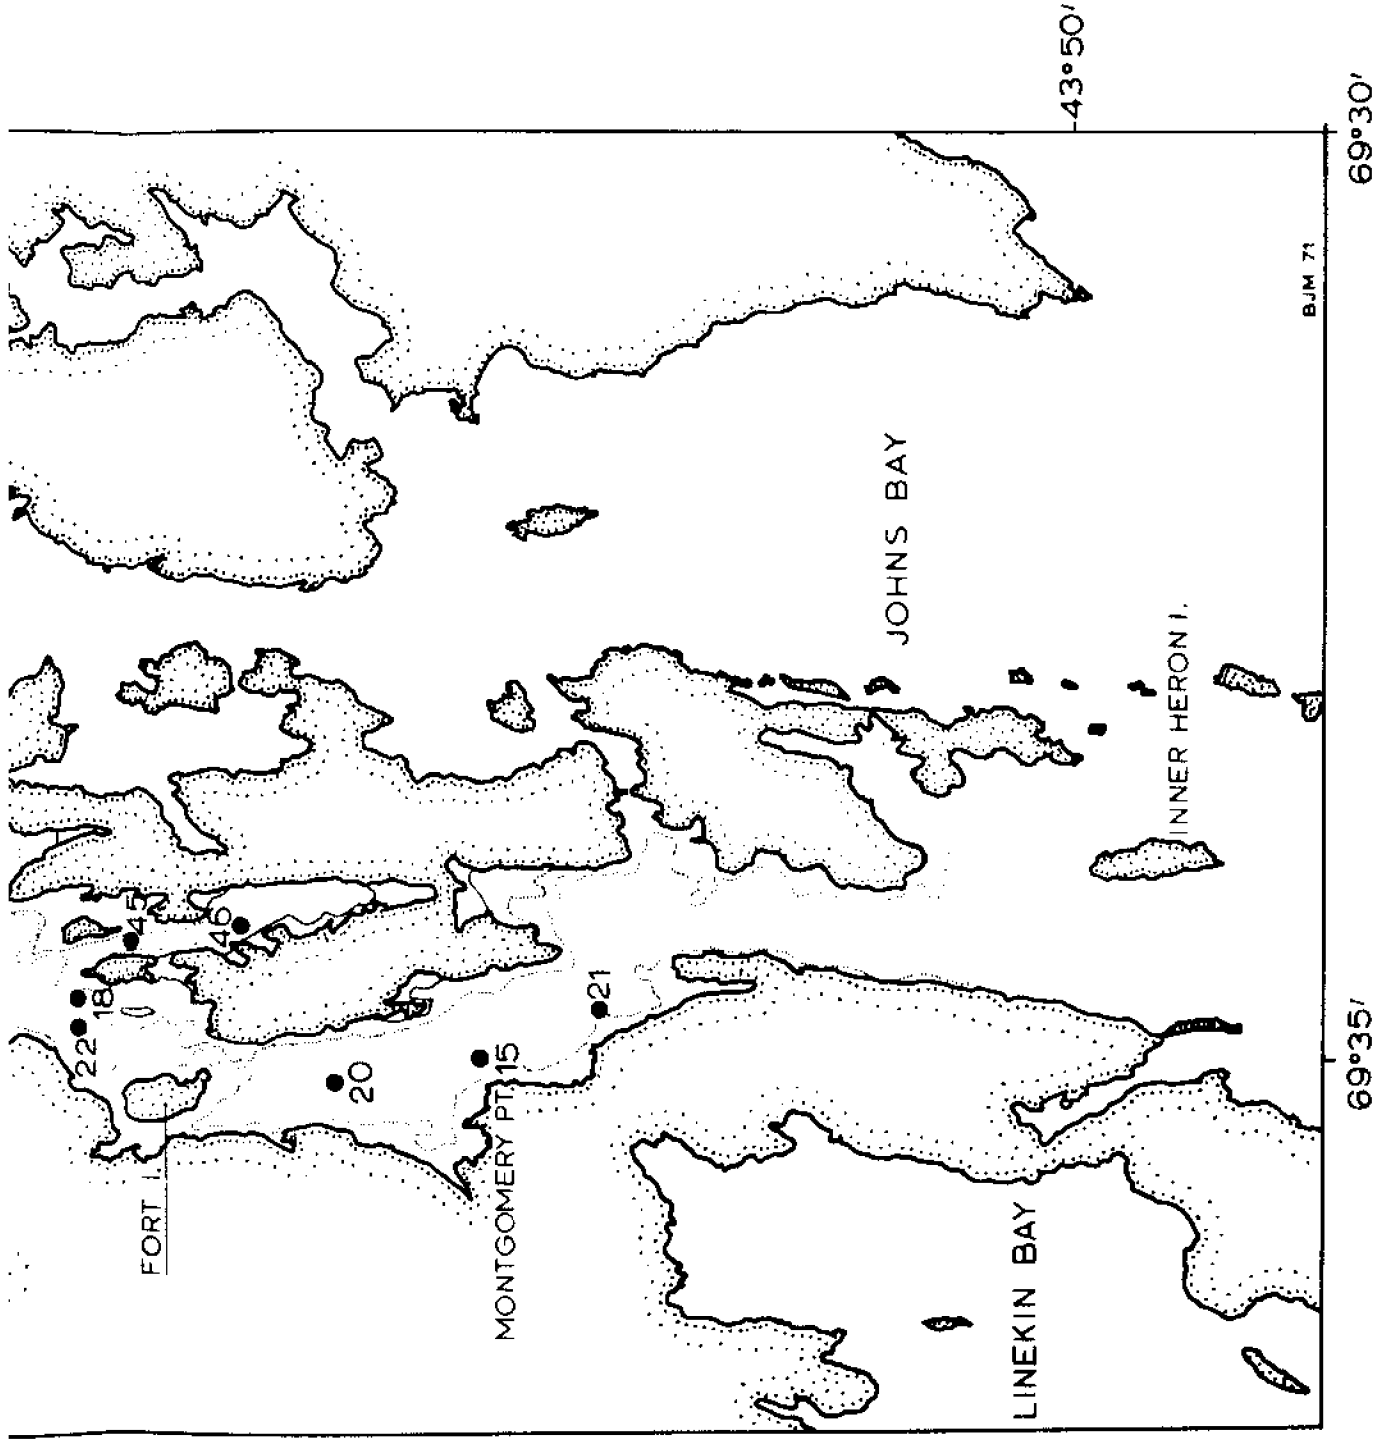 43°50'
69°30'
BJM 71
JOHNS BAY
INNER HERON I.
45
46
18
22
21
20
15
69°35'
FORT I.
MONTGOMERY PT.
LINEKIN BAY